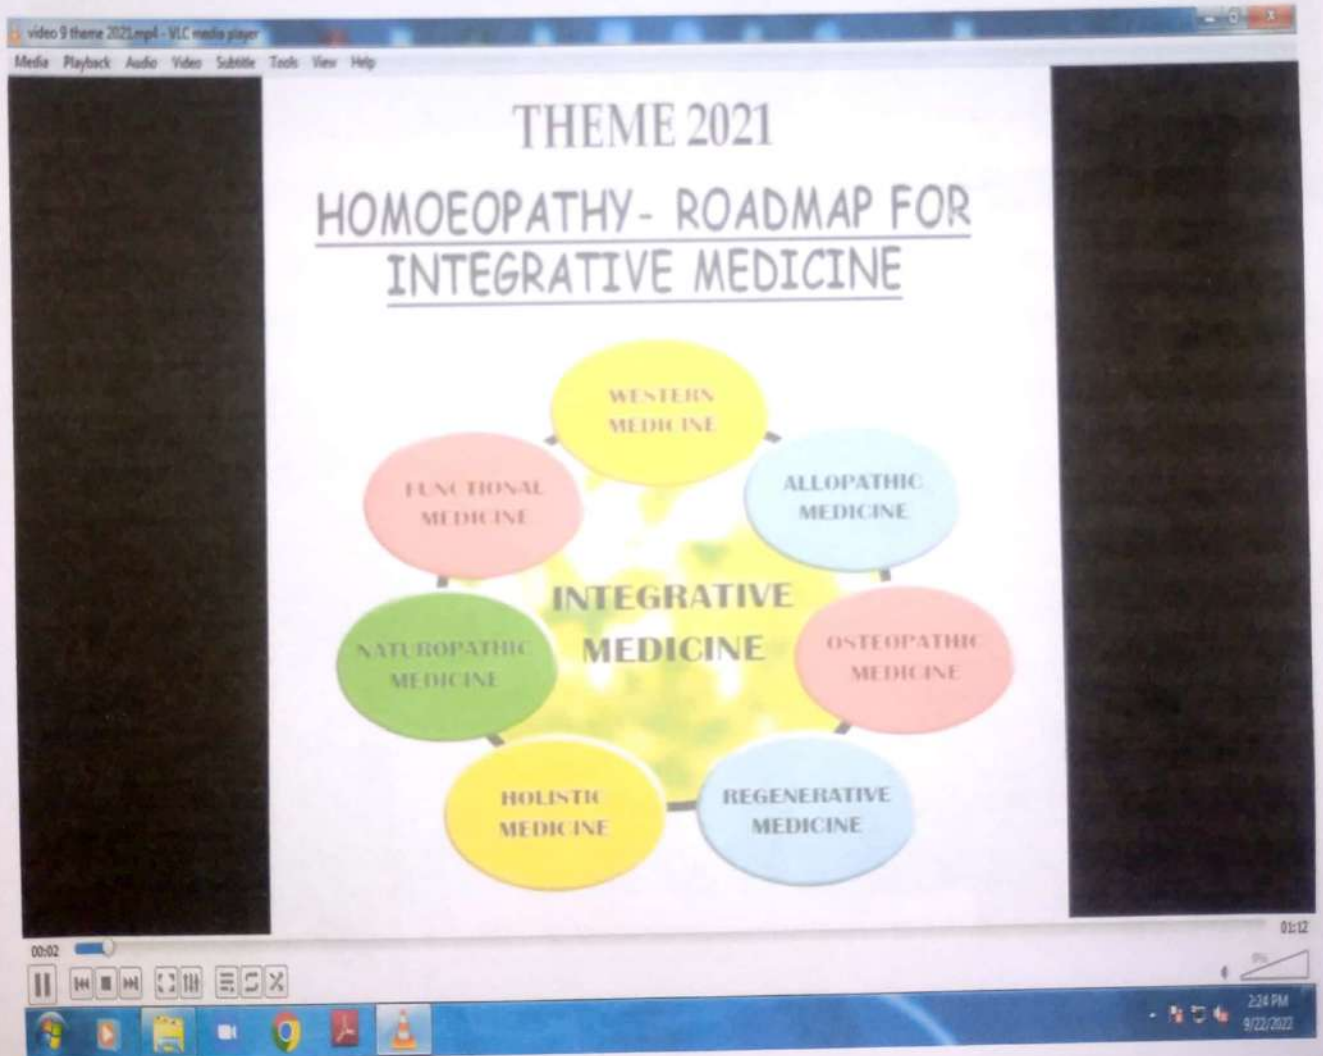 video 9 theme 2021.mp4 - VLC media player
Media Playback Audio Video Subtitle Tools View Help
THEME 2021
HOMOEOPATHY- ROADMAP FOR
INTEGRATIVE MEDICINE
WESTERN
MEDICINE
ALLOPATHIC
MEDICINE
OSTEOPATHIC
MEDICINE
REGENERATIVE
MEDICINE
HOLISTIC
MEDICINE
NATUROPATHIC
MEDICINE
FUNCTIONAL
MEDICINE
INTEGRATIVE
MEDICINE
00:02
01:12
2:24 PM
9/22/2022